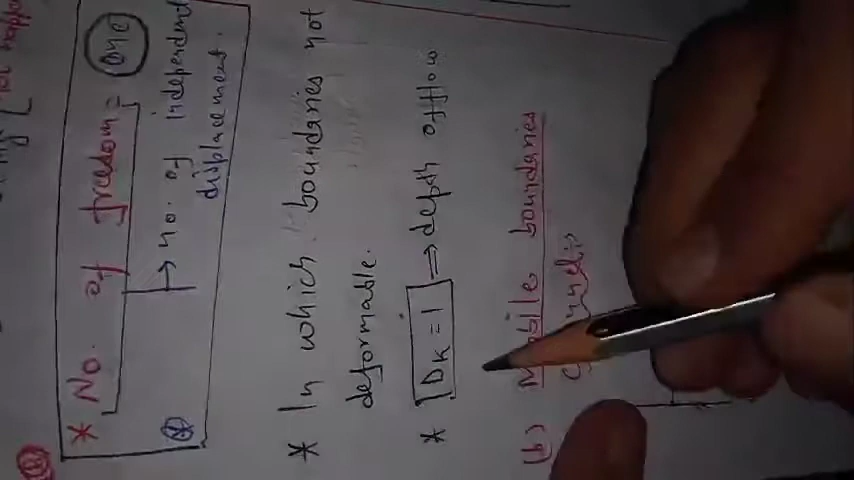 * No. of freedom = one
→ no. of independent
displacement.
* In which boundaries not
deformable.
* Dk = 1 ⇒ depth of flow
(b) Mobile boundaries